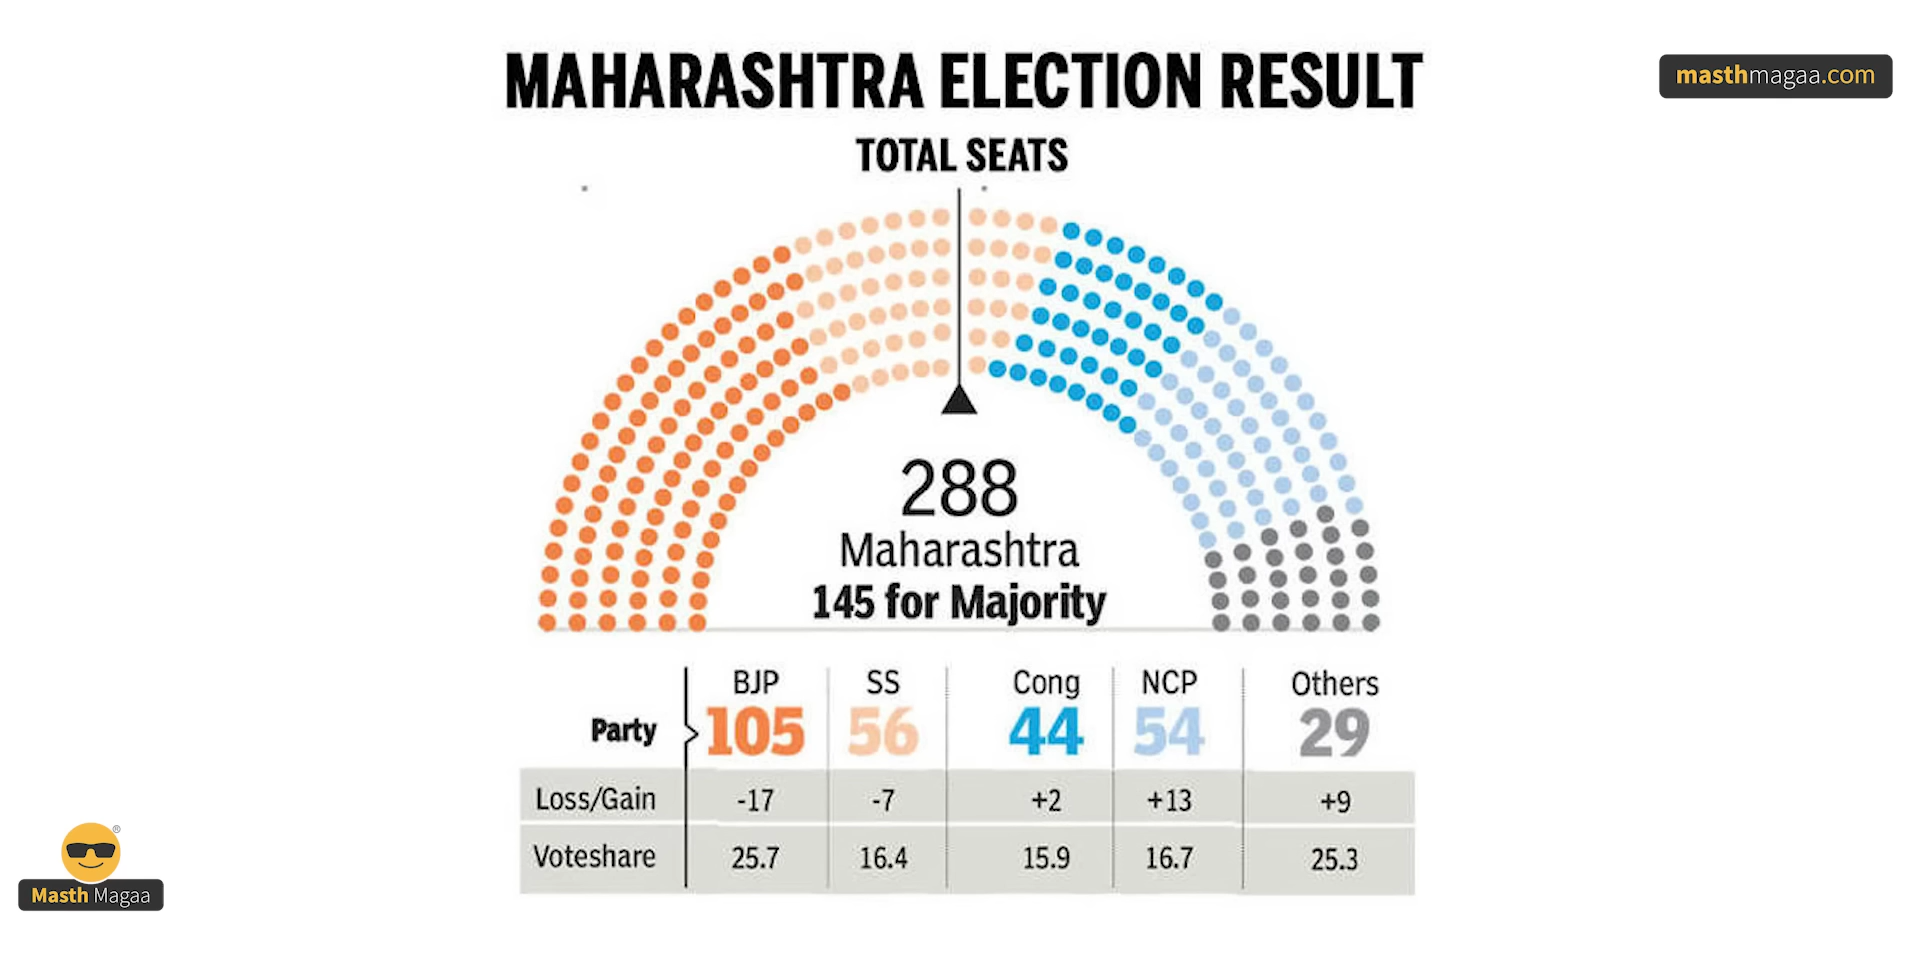 MAHARASHTRA ELECTION RESULT
masthmagaa.com
TOTAL SEATS
288
Maharashtra
145 for Majority
BJP SS Cong NCP Others
Party 105 56 44 54 29
Loss/Gain -17 -7 +2 +13 +9
Voteshare 25.7 16.4 15.9 16.7 25.3
®
Masth Magaa